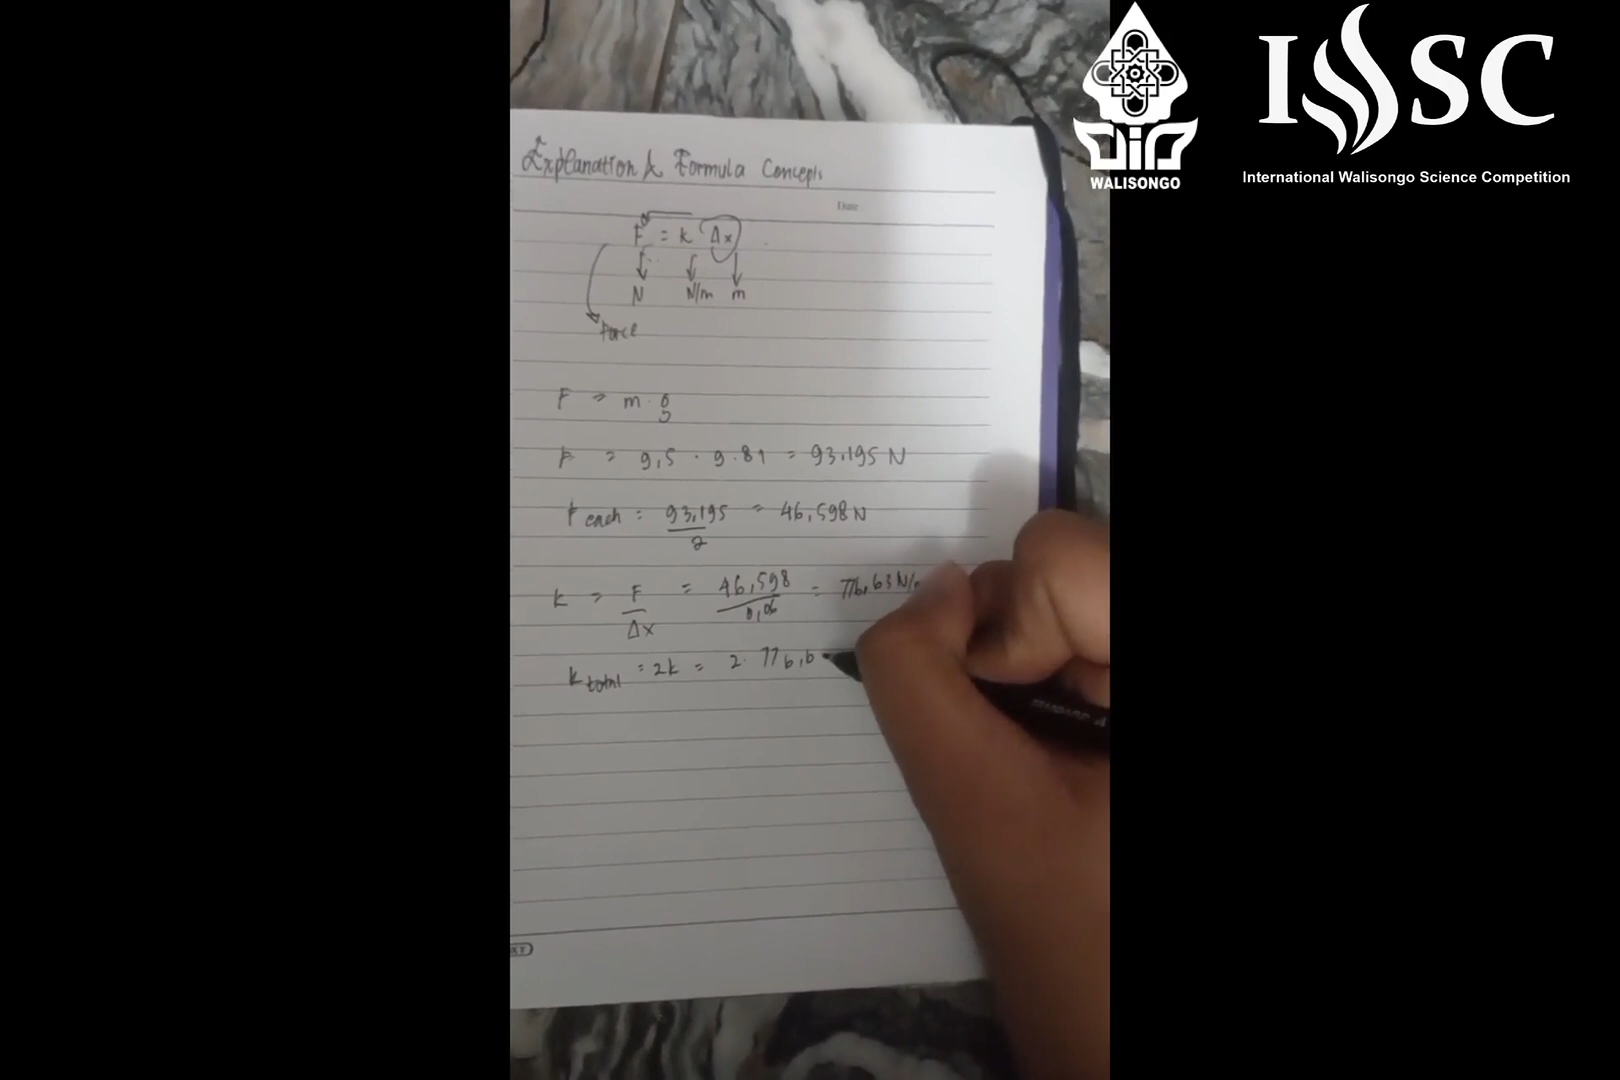 WALISONGO
ISSC
International Walisongo Science Competition
Explanation & Formula Concepts
Date
F = k Δx
N N/m m
Force
F = m . g
F = 9,5 . 9.81 = 93,195 N
F each = 93,195 / 2 = 46,598 N
k = F / Δx = 46,598 / 0,06 = 776,63 N/
k total = 2k = 2. 776,6